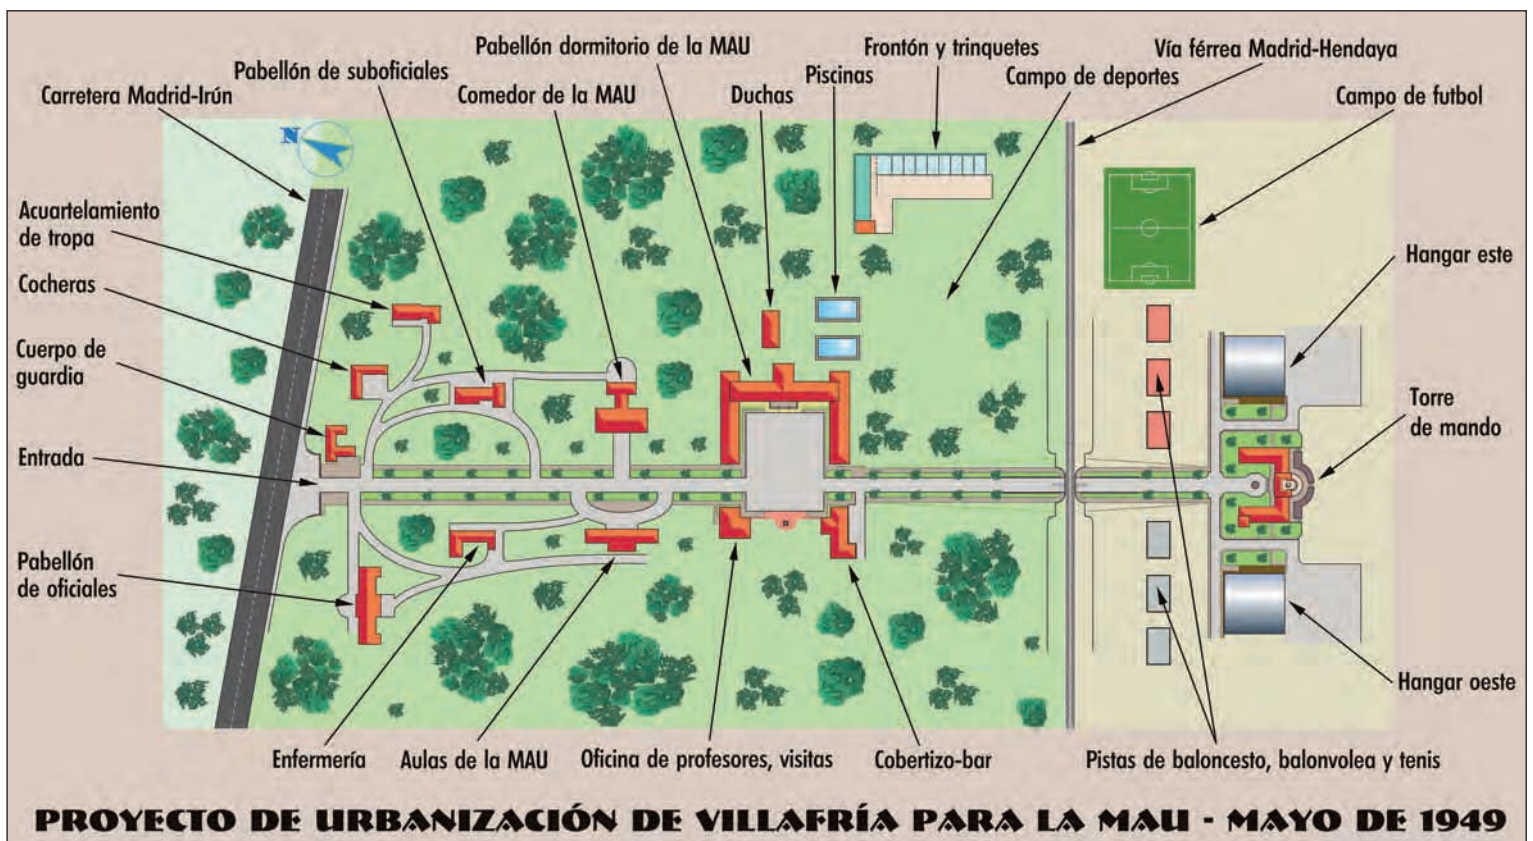 Pabellón dormitorio de la MAU
Frontón y trinquetes
Vía férrea Madrid-Hendaya
Pabellón de suboficiales
Piscinas
Campo de deportes
Carretera Madrid-Irún
Comedor de la MAU
Duchas
Campo de futbol
N
Acuartelamiento
de tropa
Hangar este
Cocheras
Cuerpo de
guardia
Torre
de mando
Entrada
Pabellón
de oficiales
Hangar oeste
Enfermería
Aulas de la MAU
Oficina de profesores, visitas
Cobertizo-bar
Pistas de baloncesto, balonvolea y tenis
PROYECTO DE URBANIZACIÓN DE VILLAFRÍA PARA LA MAU - MAYO DE 1949